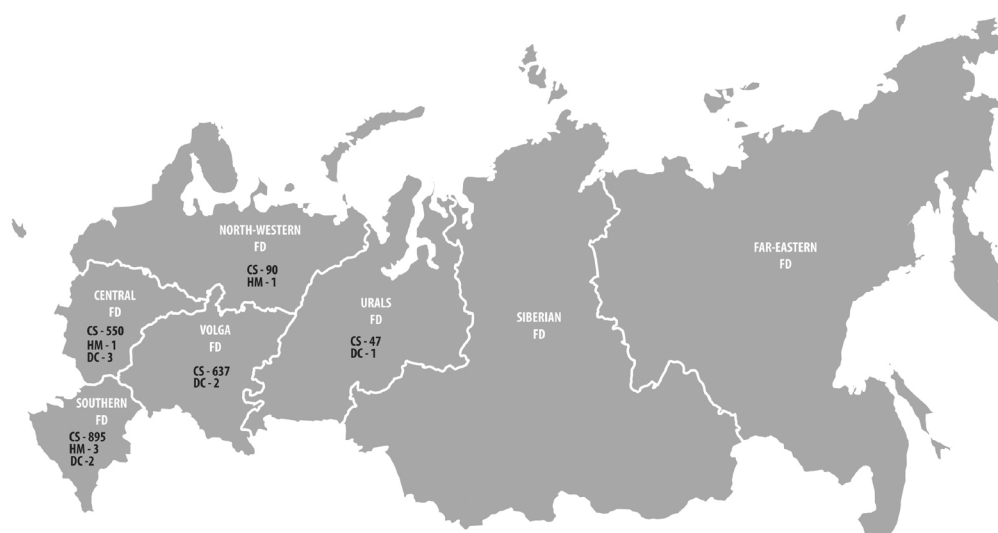 NORTH-WESTERN
FD
CS - 90
HM - 1
CENTRAL
FD
CS - 550
HM - 1
DC - 3
VOLGA
FD
CS - 637
DC - 2
SOUTHERN
FD
CS - 895
HM - 3
DC -2
URALS
FD
CS - 47
DC - 1
SIBERIAN
FD
FAR-EASTERN
FD